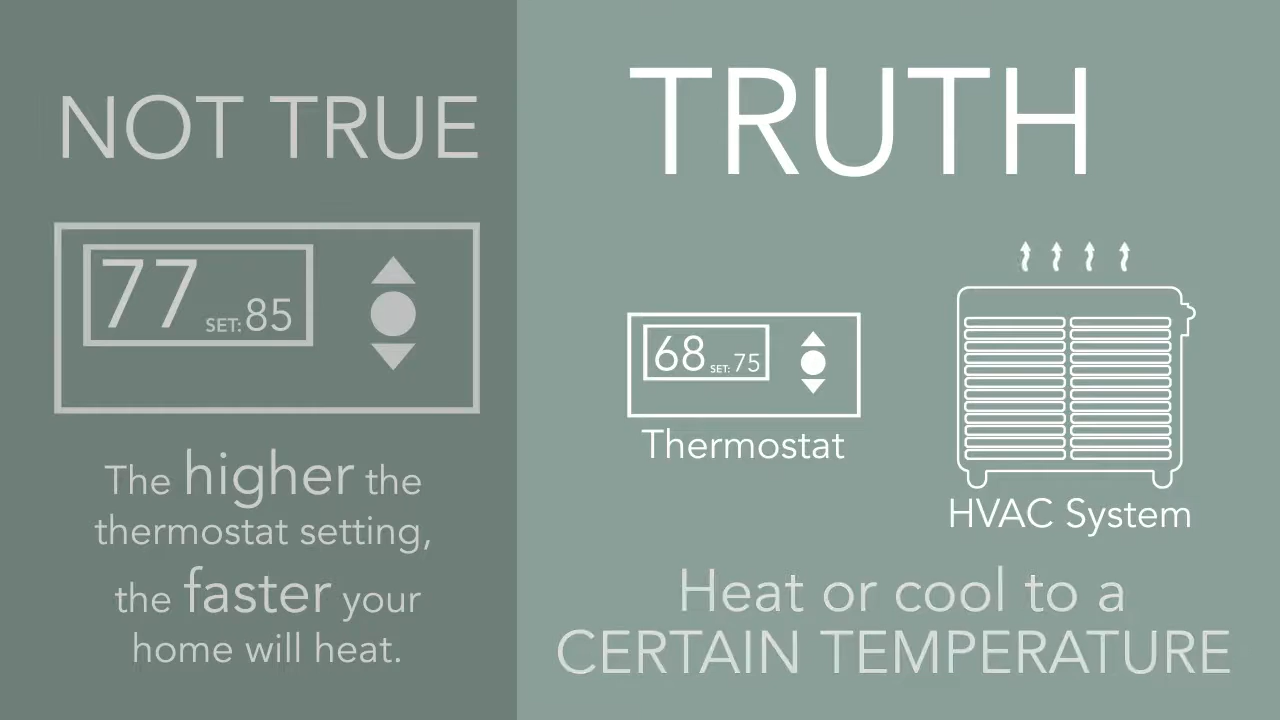 NOT TRUE
77 SET: 85
The higher the
thermostat setting,
the faster your
home will heat.
TRUTH
68 SET: 75
Thermostat
HVAC System
Heat or cool to a
CERTAIN TEMPERATURE